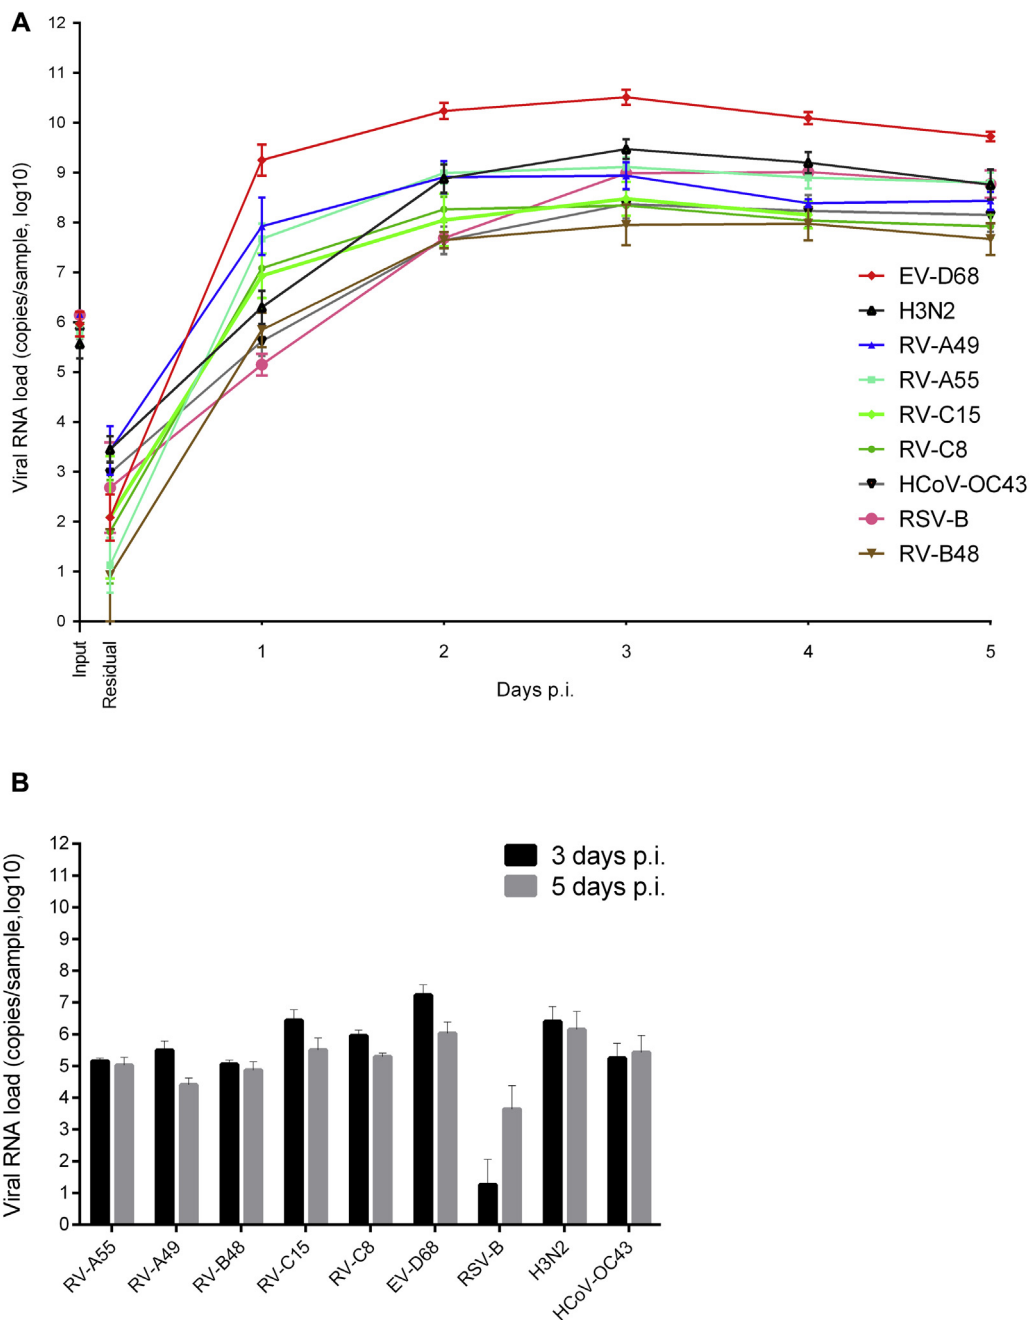 A
12
11
10
9
8
7
6
5
4
3
2
1
0
Viral RNA load (copies/sample, log10)
Input
Residual
1
2
3
4
5
Days p.i.
EV-D68
H3N2
RV-A49
RV-A55
RV-C15
RV-C8
HCoV-OC43
RSV-B
RV-B48
B
12
11
10
9
8
7
6
5
4
3
2
1
0
Viral RNA load (copies/sample,log10)
3 days p.i.
5 days p.i.
RV-A55
RV-A49
RV-B48
RV-C15
RV-C8
EV-D68
RSV-B
H3N2
HCoV-OC43